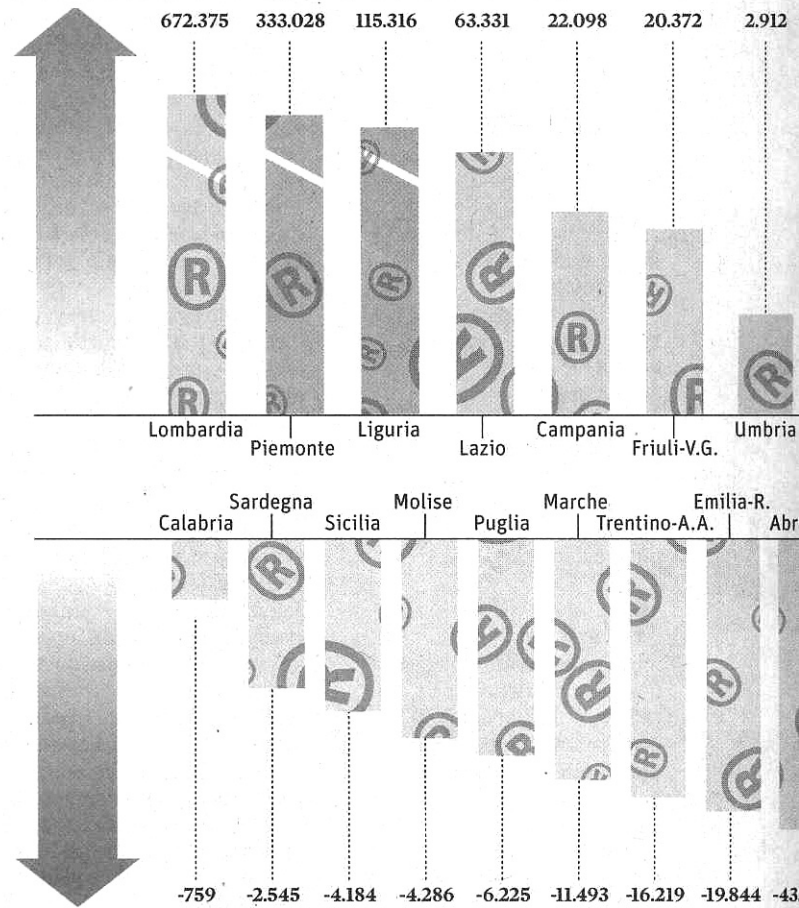 672.375 333.028 115.316 63.331 22.098 20.372 2.912
Lombardia Piemonte Liguria Lazio Campania Friuli-V.G. Umbria
Calabria Sardegna Sicilia Molise Puglia Marche Trentino-A.A. Emilia-R. Abr
-759 -2.545 -4.184 -4.286 -6.225 -11.493 -16.219 -19.844 -43